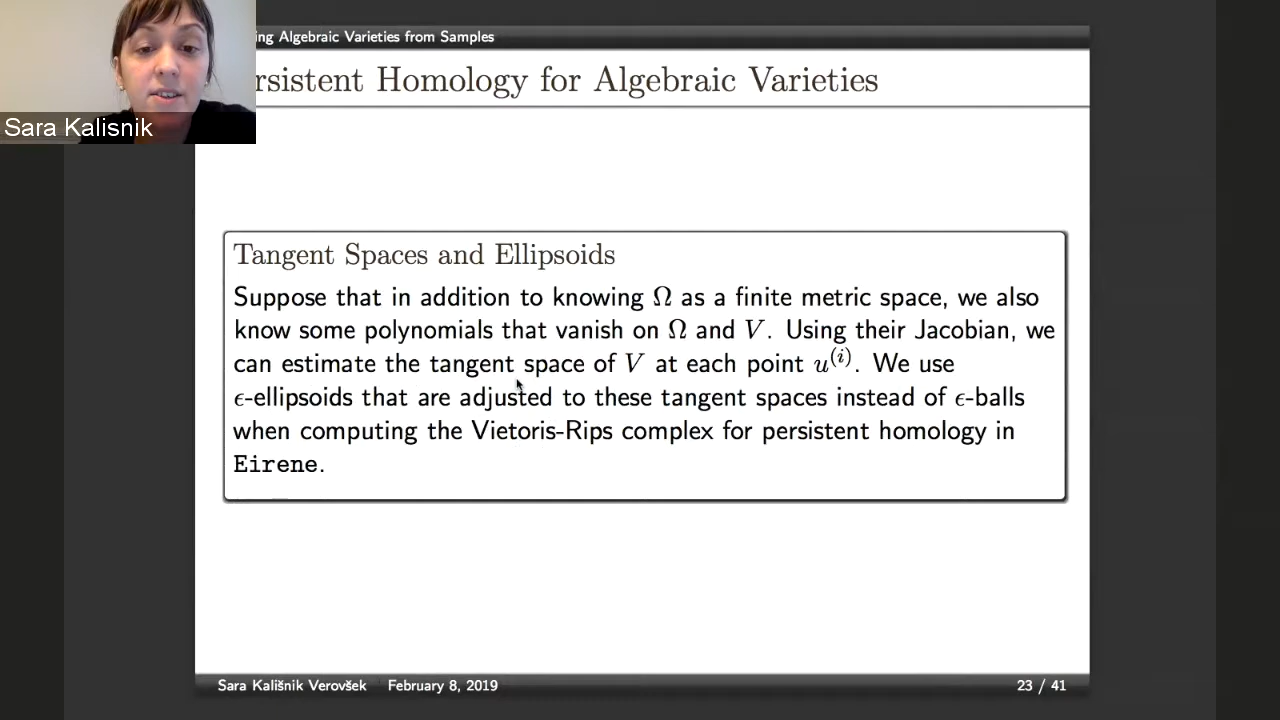 ing Algebraic Varieties from Samples
rsistent Homology for Algebraic Varieties
Sara Kalisnik
Tangent Spaces and Ellipsoids
Suppose that in addition to knowing Ω as a finite metric space, we also
know some polynomials that vanish on Ω and V. Using their Jacobian, we
can estimate the tangent space of V at each point u⁽ⁱ⁾. We use
ϵ-ellipsoids that are adjusted to these tangent spaces instead of ϵ-balls
when computing the Vietoris-Rips complex for persistent homology in
Eirene.
Sara Kališnik Verovšek February 8, 2019 23 / 41